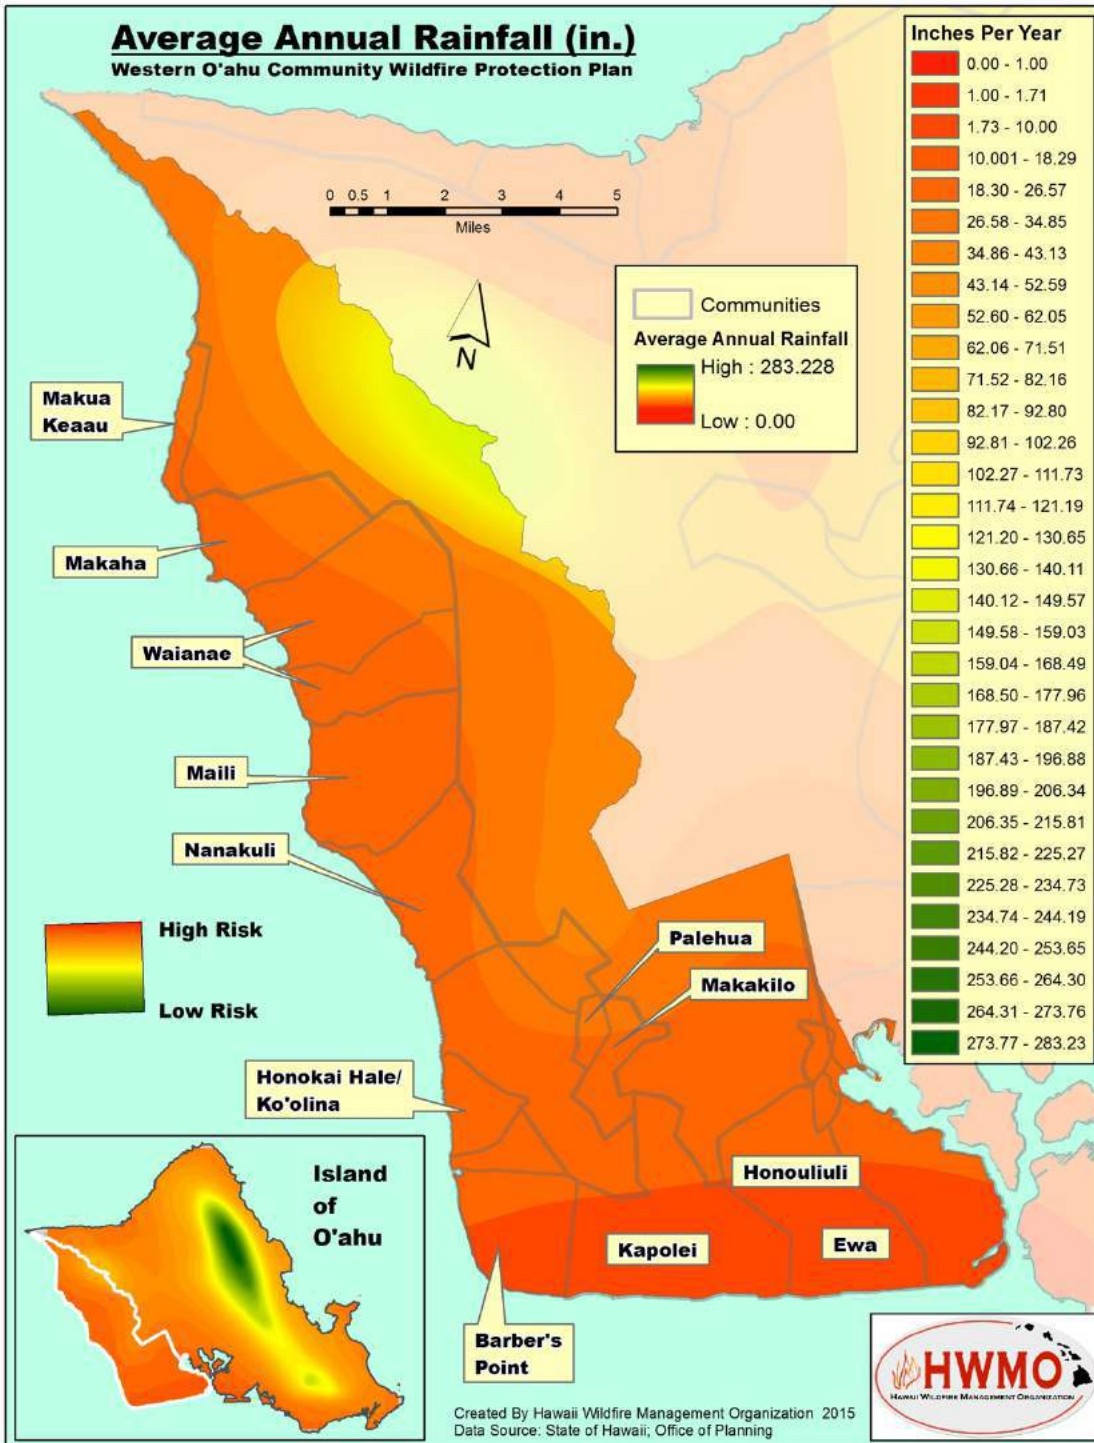 Average Annual Rainfall (in.)
Western O'ahu Community Wildfire Protection Plan
Inches Per Year
0.00 - 1.00
1.00 - 1.71
1.73 - 10.00
10.001 - 18.29
18.30 - 26.57
26.58 - 34.85
34.86 - 43.13
43.14 - 52.59
52.60 - 62.05
62.06 - 71.51
71.52 - 82.16
82.17 - 92.80
92.81 - 102.26
102.27 - 111.73
111.74 - 121.19
121.20 - 130.65
130.66 - 140.11
140.12 - 149.57
149.58 - 159.03
159.04 - 168.49
168.50 - 177.96
177.97 - 187.42
187.43 - 196.88
196.89 - 206.34
206.35 - 215.81
215.82 - 225.27
225.28 - 234.73
234.74 - 244.19
244.20 - 253.65
253.66 - 264.30
264.31 - 273.76
273.77 - 283.23
0 0.5 1 2 3 4 5
Miles
N
Communities
Average Annual Rainfall
High : 283.228
Low : 0.00
Makua
Keaau
Makaha
Waianae
Maili
Nanakuli
High Risk
Low Risk
Palehua
Makakilo
Honokai Hale/
Ko'olina
Honouliuli
Kapolei
Ewa
Barber's
Point
Island
of
O'ahu
HWMO
HAWAII WILDFIRE MANAGEMENT ORGANIZATION
Created By Hawaii Wildfire Management Organization 2015
Data Source: State of Hawaii; Office of Planning